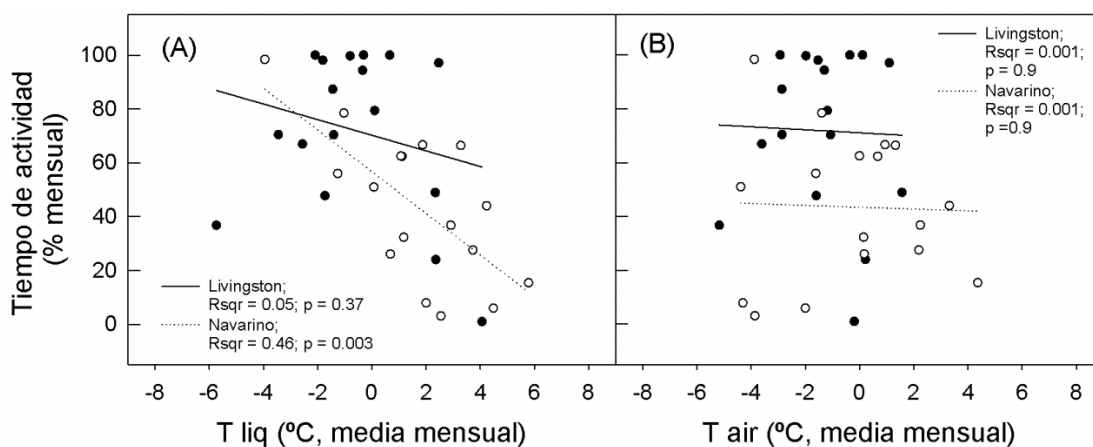 Tiempo de actividad
(% mensual)
100
80
60
40
20
0
(A)
Livingston;
Rsqr = 0.05; p = 0.37
Navarino;
Rsqr = 0.46; p = 0.003
-8 -6 -4 -2 0 2 4 6 8
T liq (ºC, media mensual)
(B)
Livingston;
Rsqr = 0.001;
p = 0.9
Navarino;
Rsqr = 0.001;
p =0.9
-8 -6 -4 -2 0 2 4 6 8
T air (ºC, media mensual)